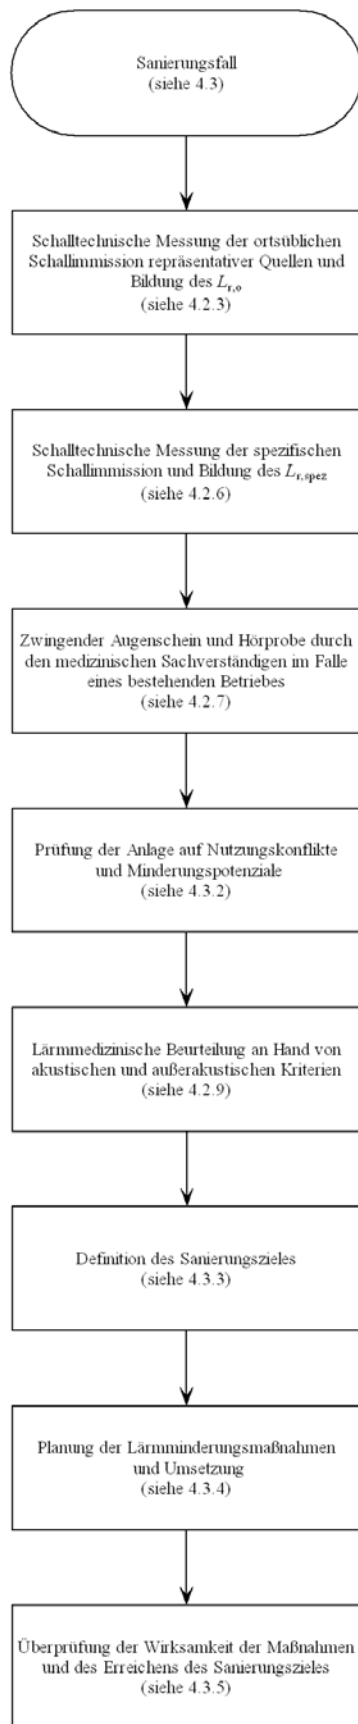 Sanierungsfall
(siehe 4.3)
Schalltechnische Messung der ortsüblichen
Schallimmission repräsentativer Quellen und
Bildung des Lr,o
(siehe 4.2.3)
Schalltechnische Messung der spezifischen
Schallimmission und Bildung des Lr,spez
(siehe 4.2.6)
Zwingender Augenschein und Hörprobe durch
den medizinischen Sachverständigen im Falle
eines bestehenden Betriebes
(siehe 4.2.7)
Prüfung der Anlage auf Nutzungskonflikte
und Minderungspotenziale
(siehe 4.3.2)
Lärmmedizinische Beurteilung an Hand von
akustischen und außerakustischen Kriterien
(siehe 4.2.9)
Definition des Sanierungszieles
(siehe 4.3.3)
Planung der Lärmminderungsmaßnahmen
und Umsetzung
(siehe 4.3.4)
Überprüfung der Wirksamkeit der Maßnahmen
und des Erreichens des Sanierungszieles
(siehe 4.3.5)